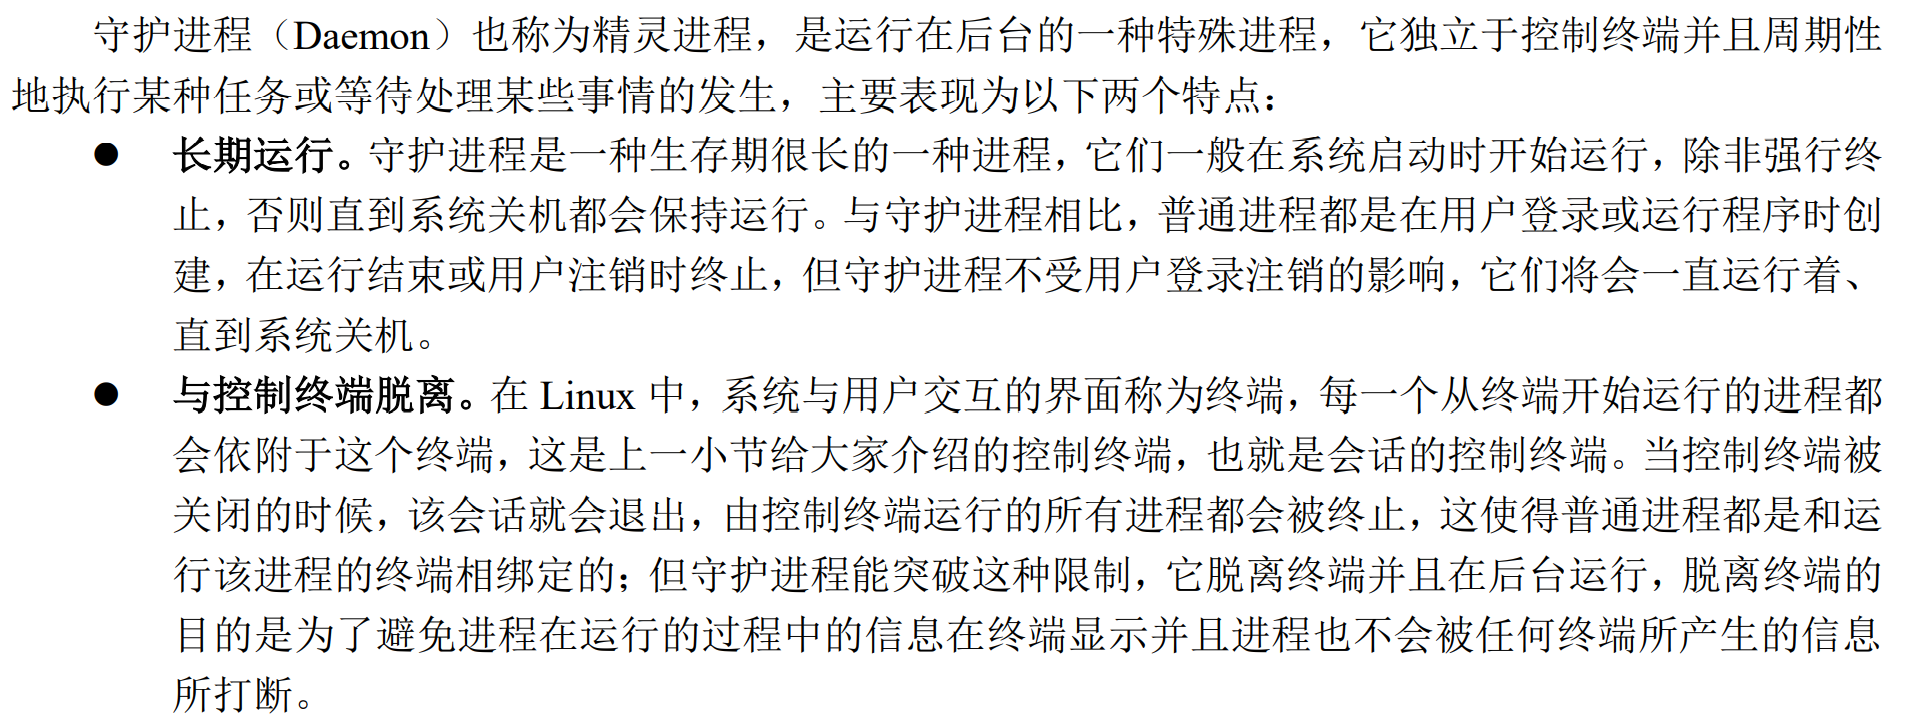 守护进程（Daemon）也称为精灵进程，是运行在后台的一种特殊进程，它独立于控制终端并且周期性
地执行某种任务或等待处理某些事情的发生，主要表现为以下两个特点：
● 长期运行。守护进程是一种生存期很长的一种进程，它们一般在系统启动时开始运行，除非强行终
止，否则直到系统关机都会保持运行。与守护进程相比，普通进程都是在用户登录或运行程序时创
建，在运行结束或用户注销时终止，但守护进程不受用户登录注销的影响，它们将会一直运行着、
直到系统关机。
● 与控制终端脱离。在 Linux 中，系统与用户交互的界面称为终端，每一个从终端开始运行的进程都
会依附于这个终端，这是上一小节给大家介绍的控制终端，也就是会话的控制终端。当控制终端被
关闭的时候，该会话就会退出，由控制终端运行的所有进程都会被终止，这使得普通进程都是和运
行该进程的终端相绑定的；但守护进程能突破这种限制，它脱离终端并且在后台运行，脱离终端的
目的是为了避免进程在运行的过程中的信息在终端显示并且进程也不会被任何终端所产生的信息
所打断。